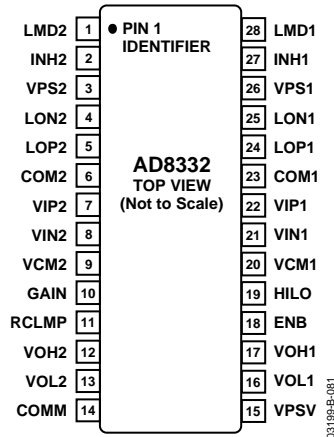 LMD2 1
INH2 2
VPS2 3
LON2 4
LOP2 5
COM2 6
VIP2 7
VIN2 8
VCM2 9
GAIN 10
RCLMP 11
VOH2 12
VOL2 13
COMM 14
PIN 1
IDENTIFIER
AD8332
TOP VIEW
(Not to Scale)
28 LMD1
27 INH1
26 VPS1
25 LON1
24 LOP1
23 COM1
22 VIP1
21 VIN1
20 VCM1
19 HILO
18 ENB
17 VOH1
16 VOL1
15 VPSV
03199-B-081